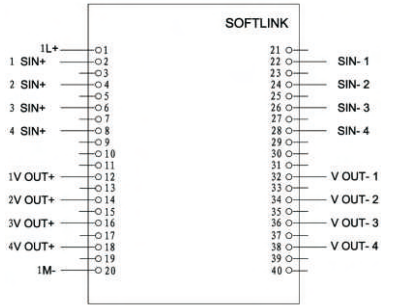 SOFTLINK
1L+ 1 21
1 SIN+ 2 22 SIN- 1
3 23
2 SIN+ 4 24 SIN- 2
5 25
3 SIN+ 6 26 SIN- 3
7 27
4 SIN+ 8 28 SIN- 4
9 29
10 30
11 31
1V OUT+ 12 32 V OUT- 1
13 33
2V OUT+ 14 34 V OUT- 2
15 35
3V OUT+ 16 36 V OUT- 3
17 37
4V OUT+ 18 38 V OUT- 4
19 39
1M- 20 40